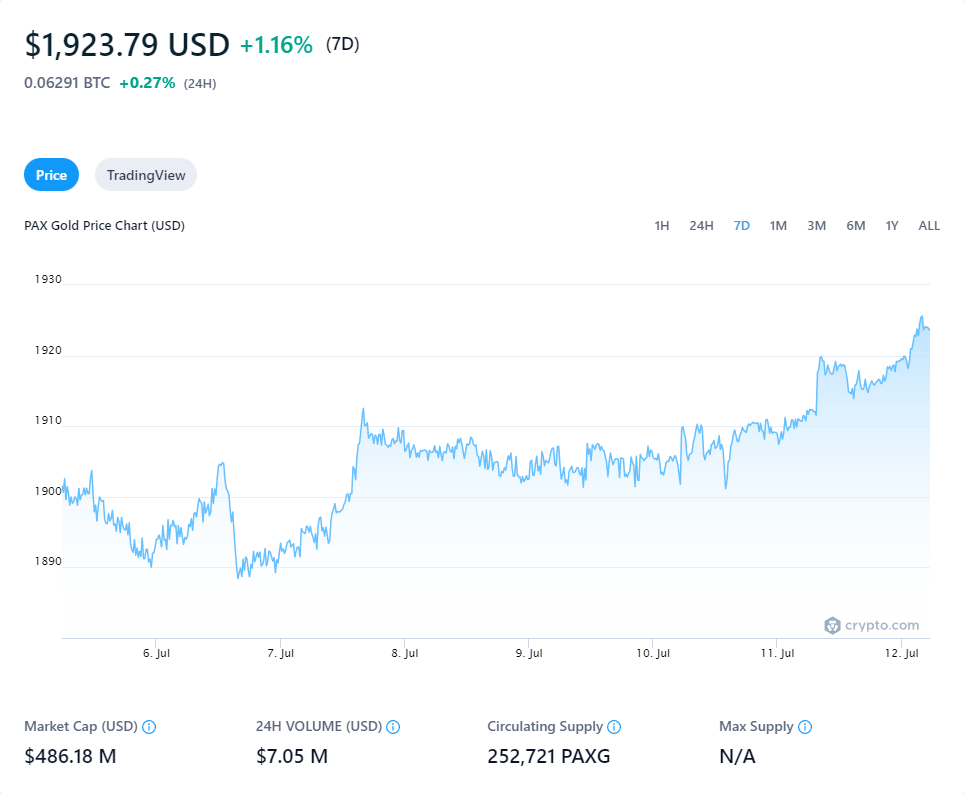 $1,923.79 USD +1.16% (7D)
0.06291 BTC +0.27% (24H)
Price TradingView
PAX Gold Price Chart (USD) 1H 24H 7D 1M 3M 6M 1Y ALL
1930
1920
1910
1900
1890
crypto.com
6. Jul 7. Jul 8. Jul 9. Jul 10. Jul 11. Jul 12. Jul
Market Cap (USD) 24H VOLUME (USD) Circulating Supply Max Supply
$486.18 M $7.05 M 252,721 PAXG N/A